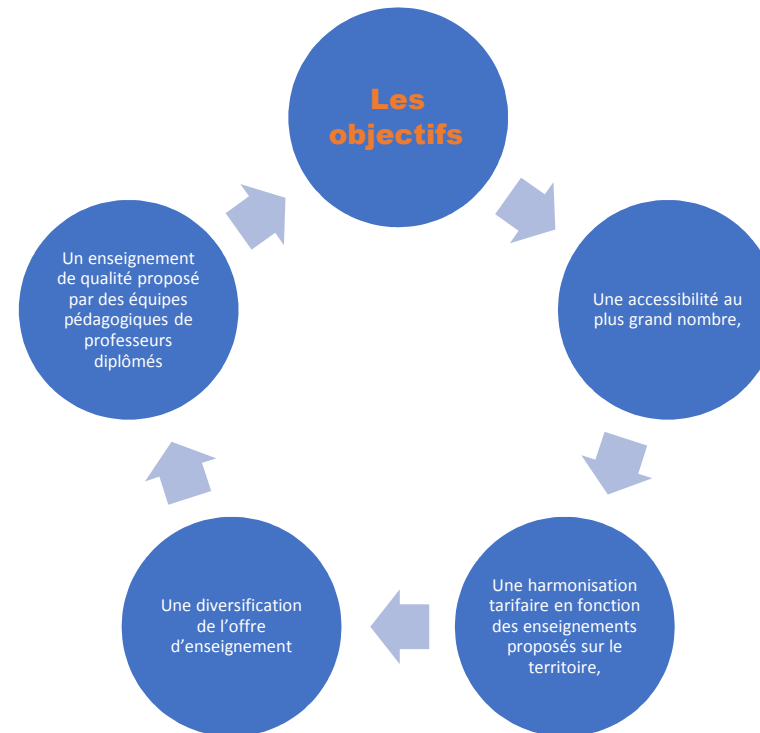 Les
objectifs
Une accessibilité au
plus grand nombre,
Une harmonisation
tarifaire en fonction
des enseignements
proposés sur le
territoire,
Une diversification
de l’offre
d’enseignement
Un enseignement
de qualité proposé
par des équipes
pédagogiques de
professeurs
diplômés